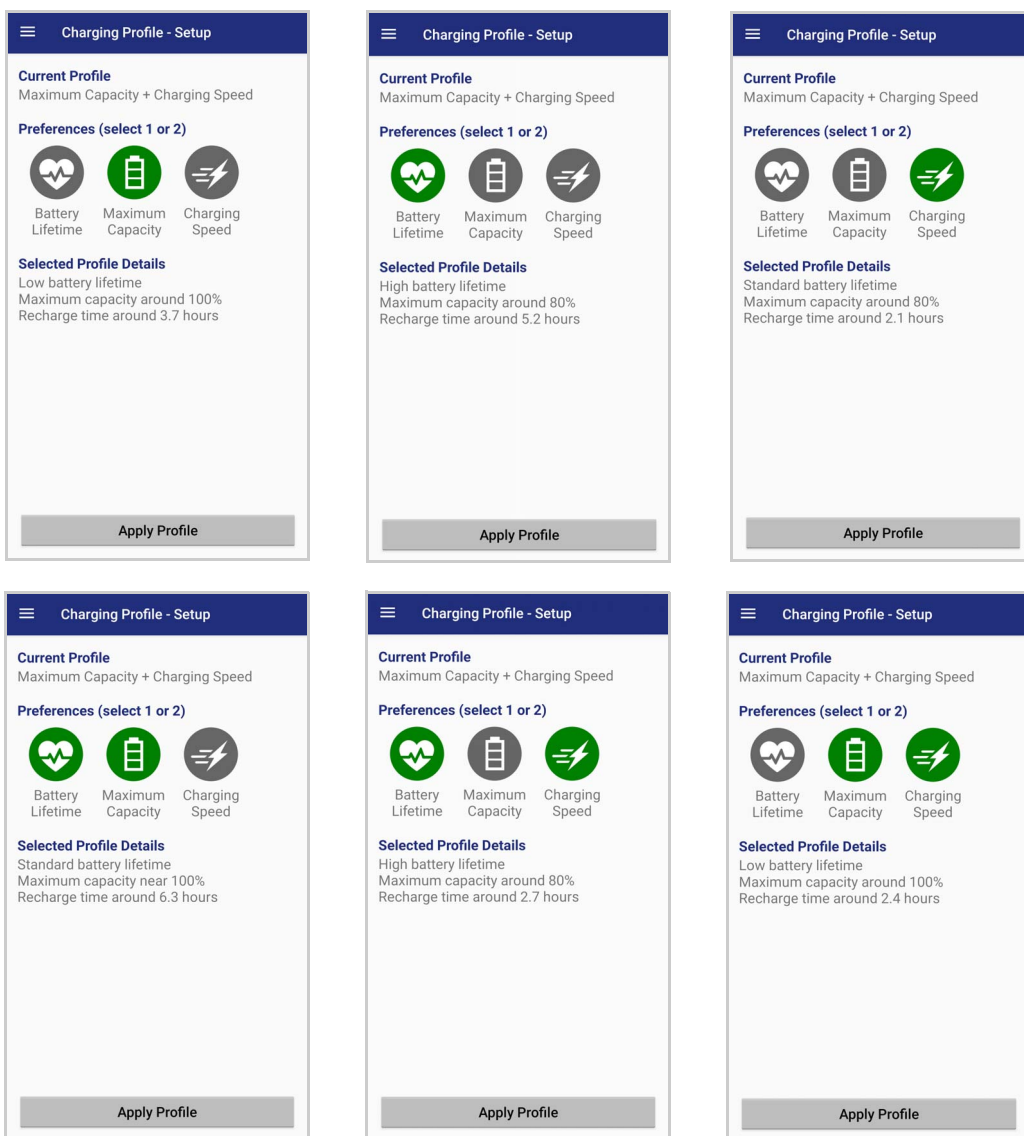 Charging Profile - Setup
Current Profile
Maximum Capacity + Charging Speed
Preferences (select 1 or 2)
Battery Lifetime
Maximum Capacity
Charging Speed
Selected Profile Details
Low battery lifetime
Maximum capacity around 100%
Recharge time around 3.7 hours
Apply Profile
Charging Profile - Setup
Current Profile
Maximum Capacity + Charging Speed
Preferences (select 1 or 2)
Battery Lifetime
Maximum Capacity
Charging Speed
Selected Profile Details
High battery lifetime
Maximum capacity around 80%
Recharge time around 5.2 hours
Apply Profile
Charging Profile - Setup
Current Profile
Maximum Capacity + Charging Speed
Preferences (select 1 or 2)
Battery Lifetime
Maximum Capacity
Charging Speed
Selected Profile Details
Standard battery lifetime
Maximum capacity around 80%
Recharge time around 2.1 hours
Apply Profile
Charging Profile - Setup
Current Profile
Maximum Capacity + Charging Speed
Preferences (select 1 or 2)
Battery Lifetime
Maximum Capacity
Charging Speed
Selected Profile Details
Standard battery lifetime
Maximum capacity near 100%
Recharge time around 6.3 hours
Apply Profile
Charging Profile - Setup
Current Profile
Maximum Capacity + Charging Speed
Preferences (select 1 or 2)
Battery Lifetime
Maximum Capacity
Charging Speed
Selected Profile Details
High battery lifetime
Maximum capacity around 80%
Recharge time around 2.7 hours
Apply Profile
Charging Profile - Setup
Current Profile
Maximum Capacity + Charging Speed
Preferences (select 1 or 2)
Battery Lifetime
Maximum Capacity
Charging Speed
Selected Profile Details
Low battery lifetime
Maximum capacity around 100%
Recharge time around 2.4 hours
Apply Profile